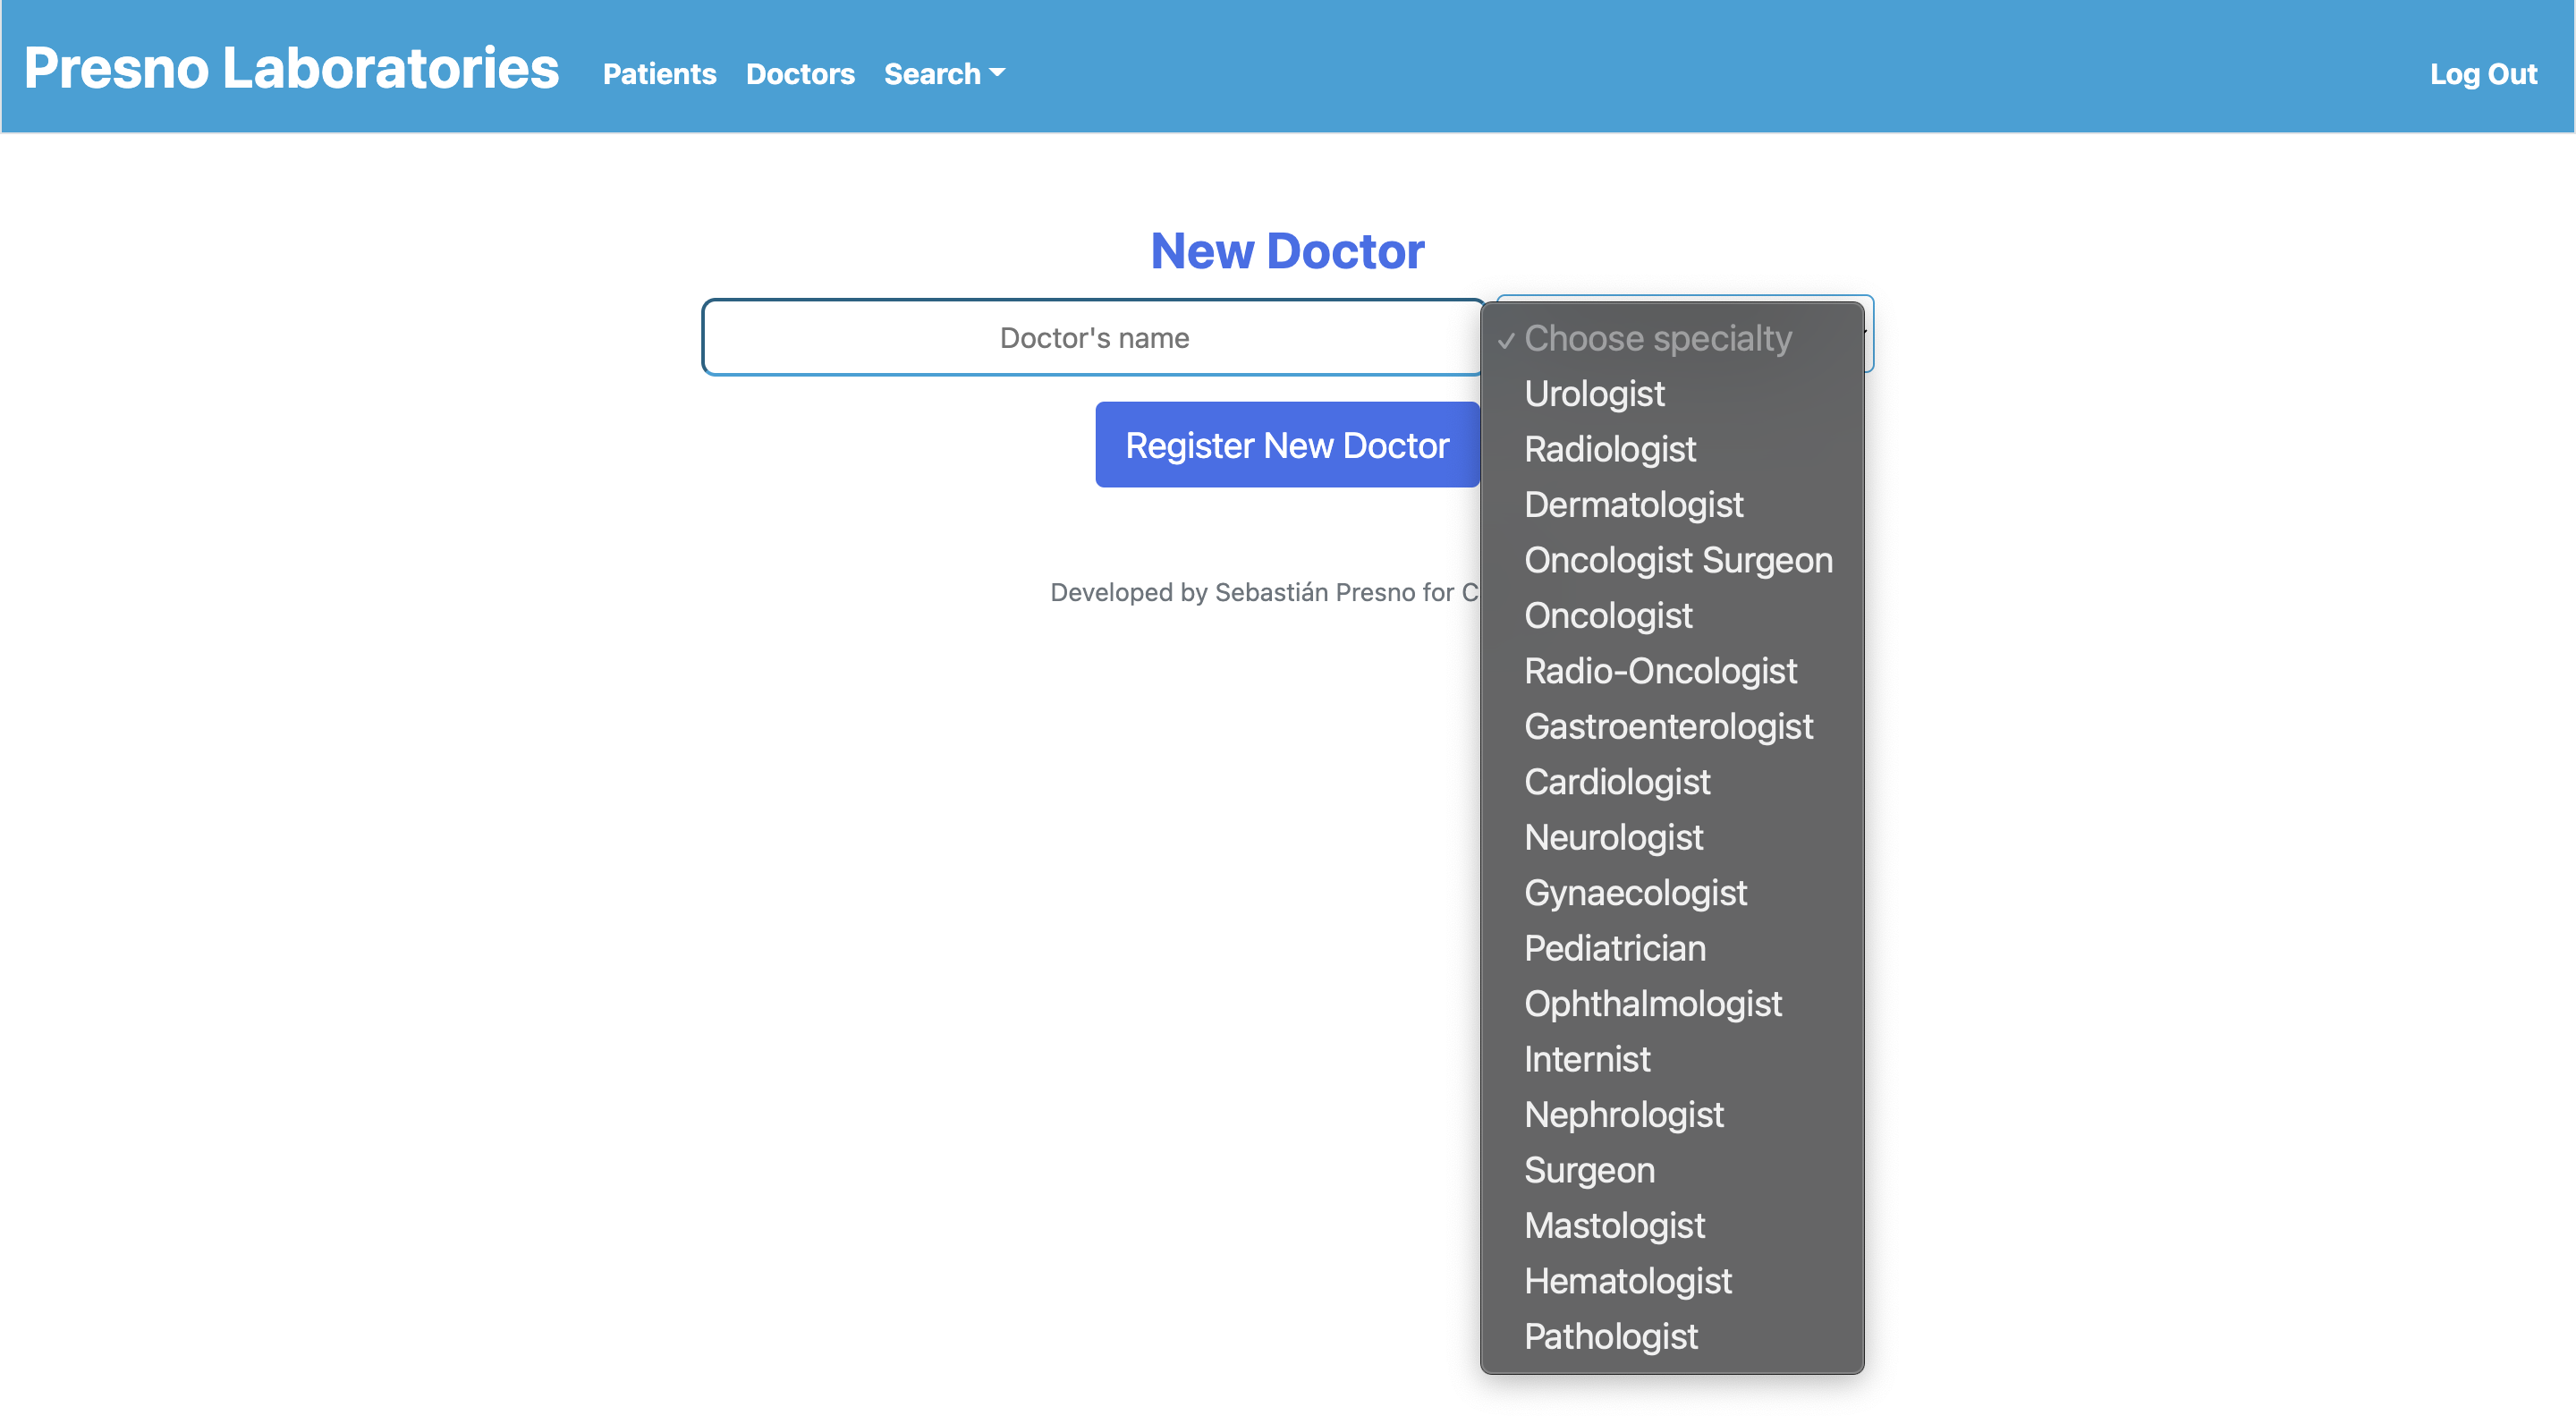 Presno Laboratories Patients Doctors Search Log Out
New Doctor
Doctor's name
Choose specialty
Register New Doctor
Urologist
Radiologist
Dermatologist
Oncologist Surgeon
Oncologist
Radio-Oncologist
Gastroenterologist
Cardiologist
Neurologist
Gynaecologist
Pediatrician
Ophthalmologist
Internist
Nephrologist
Surgeon
Mastologist
Hematologist
Pathologist
Developed by Sebastián Presno for C